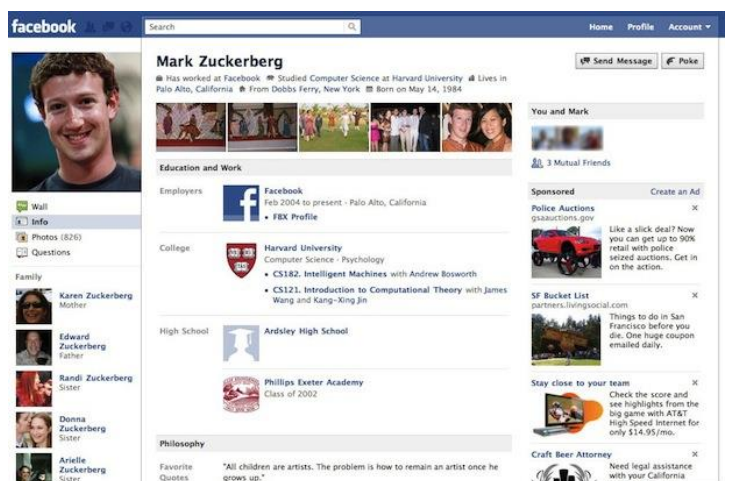 facebook
Search
Home Profile Account
Mark Zuckerberg
Has worked at Facebook Studied Computer Science at Harvard University Lives in
Palo Alto, California From Dobbs Ferry, New York Born on May 14, 1984
Send Message
Poke
Wall
Info
Photos (826)
Questions
Family
Karen Zuckerberg
Mother
Edward
Zuckerberg
Father
Randi Zuckerberg
Sister
Donna
Zuckerberg
Sister
Arielle
Zuckerberg
Sister
Education and Work
Employers
Facebook
Feb 2004 to present · Palo Alto, California
• FBX Profile
College
Harvard University
Computer Science · Psychology
• CS182. Intelligent Machines with Andrew Bosworth
• CS121. Introduction to Computational Theory with James
Wang and Kang-Xing Jin
High School
Ardsley High School
Phillips Exeter Academy
Class of 2002
Philosophy
Favorite
Quotes
"All children are artists. The problem is how to remain an artist once he
grows up."
You and Mark
3 Mutual Friends
Sponsored
Create an Ad
Police Auctions
gsaauctions.gov
Like a slick deal? Now
you can get up to 90%
retail with police
seized auctions. Get in
on the action.
SF Bucket List
partners.livingsocial.com
Things to do in San
Francisco before you
die. One huge coupon
emailed daily.
Stay close to your team
Check the score and
see highlights from the
big game with AT&T
High Speed Internet for
only $14.95/mo.
Craft Beer Attorney
Need legal assistance
with your California